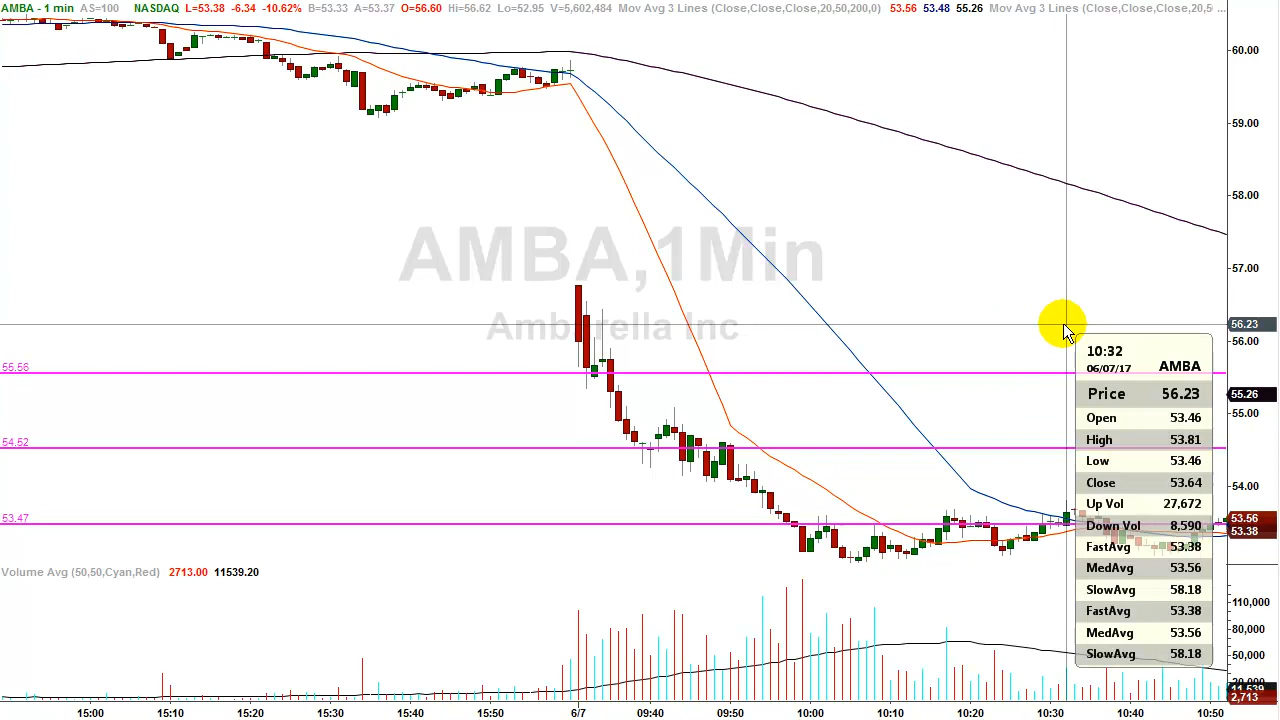 AMBA - 1 min AS=100 NASDAQ L=53.38 -6.34 -10.62% B=53.33 A=53.37 O=56.60 Hi=56.62 Lo=52.95 V=5,602,484 Mov Avg 3 Lines (Close,Close,Close,20,50,200,0) 53.56 53.48 55.26 Mov Avg 3 Lines (Close,Close,Close,20,5 ...
60.00
59.00
58.00
AMBA,1Min
57.00
Ambarella Inc
56.23
56.00
10:32
06/07/17 AMBA
55.56
Price 56.23
55.26
55.00
Open 53.46
High 53.81
54.52
Low 53.46
Close 53.64
54.00
Up Vol 27,672
53.47
53.56
Down Vol 8,590
53.38
FastAvg 53.38
MedAvg 53.56
Volume Avg (50,50,Cyan,Red) 2713.00 11539.20
SlowAvg 58.18
110,000
FastAvg 53.38
80,000
MedAvg 53.56
50,000
SlowAvg 58.18
11,539
2,713
15:00 15:10 15:20 15:30 15:40 15:50 6/7 09:40 09:50 10:00 10:10 10:20 10:30 10:40 10:50